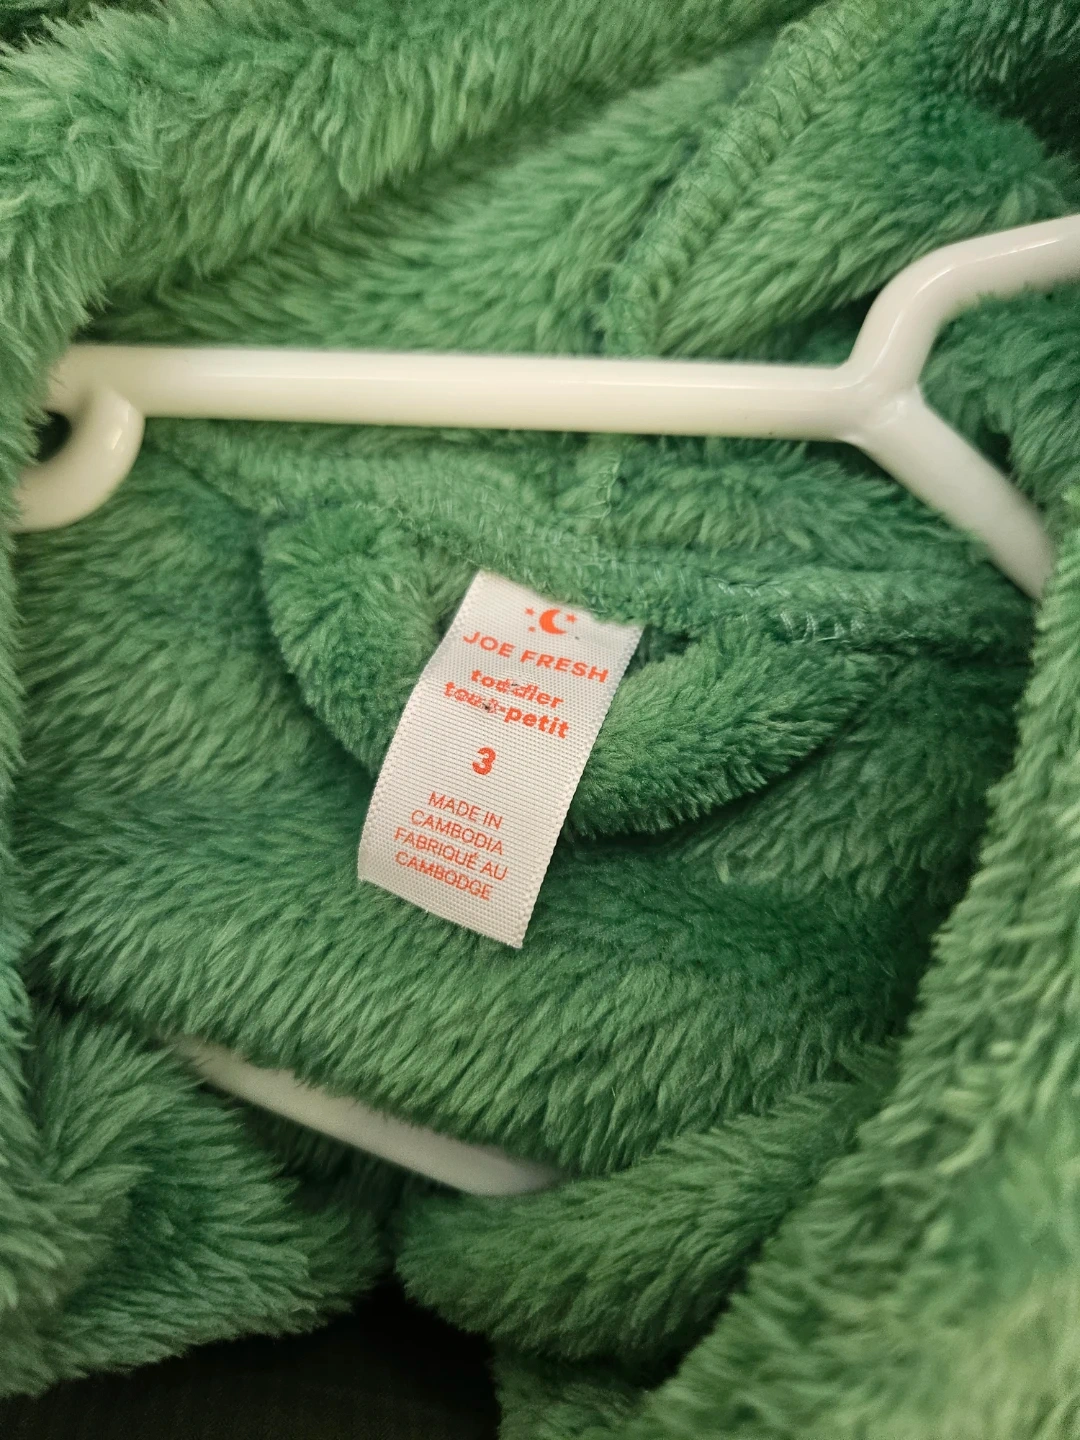 JOE FRESH
toddler
tout-petit
3
MADE IN
CAMBODIA
FABRIQUÉ AU
CAMBODGE